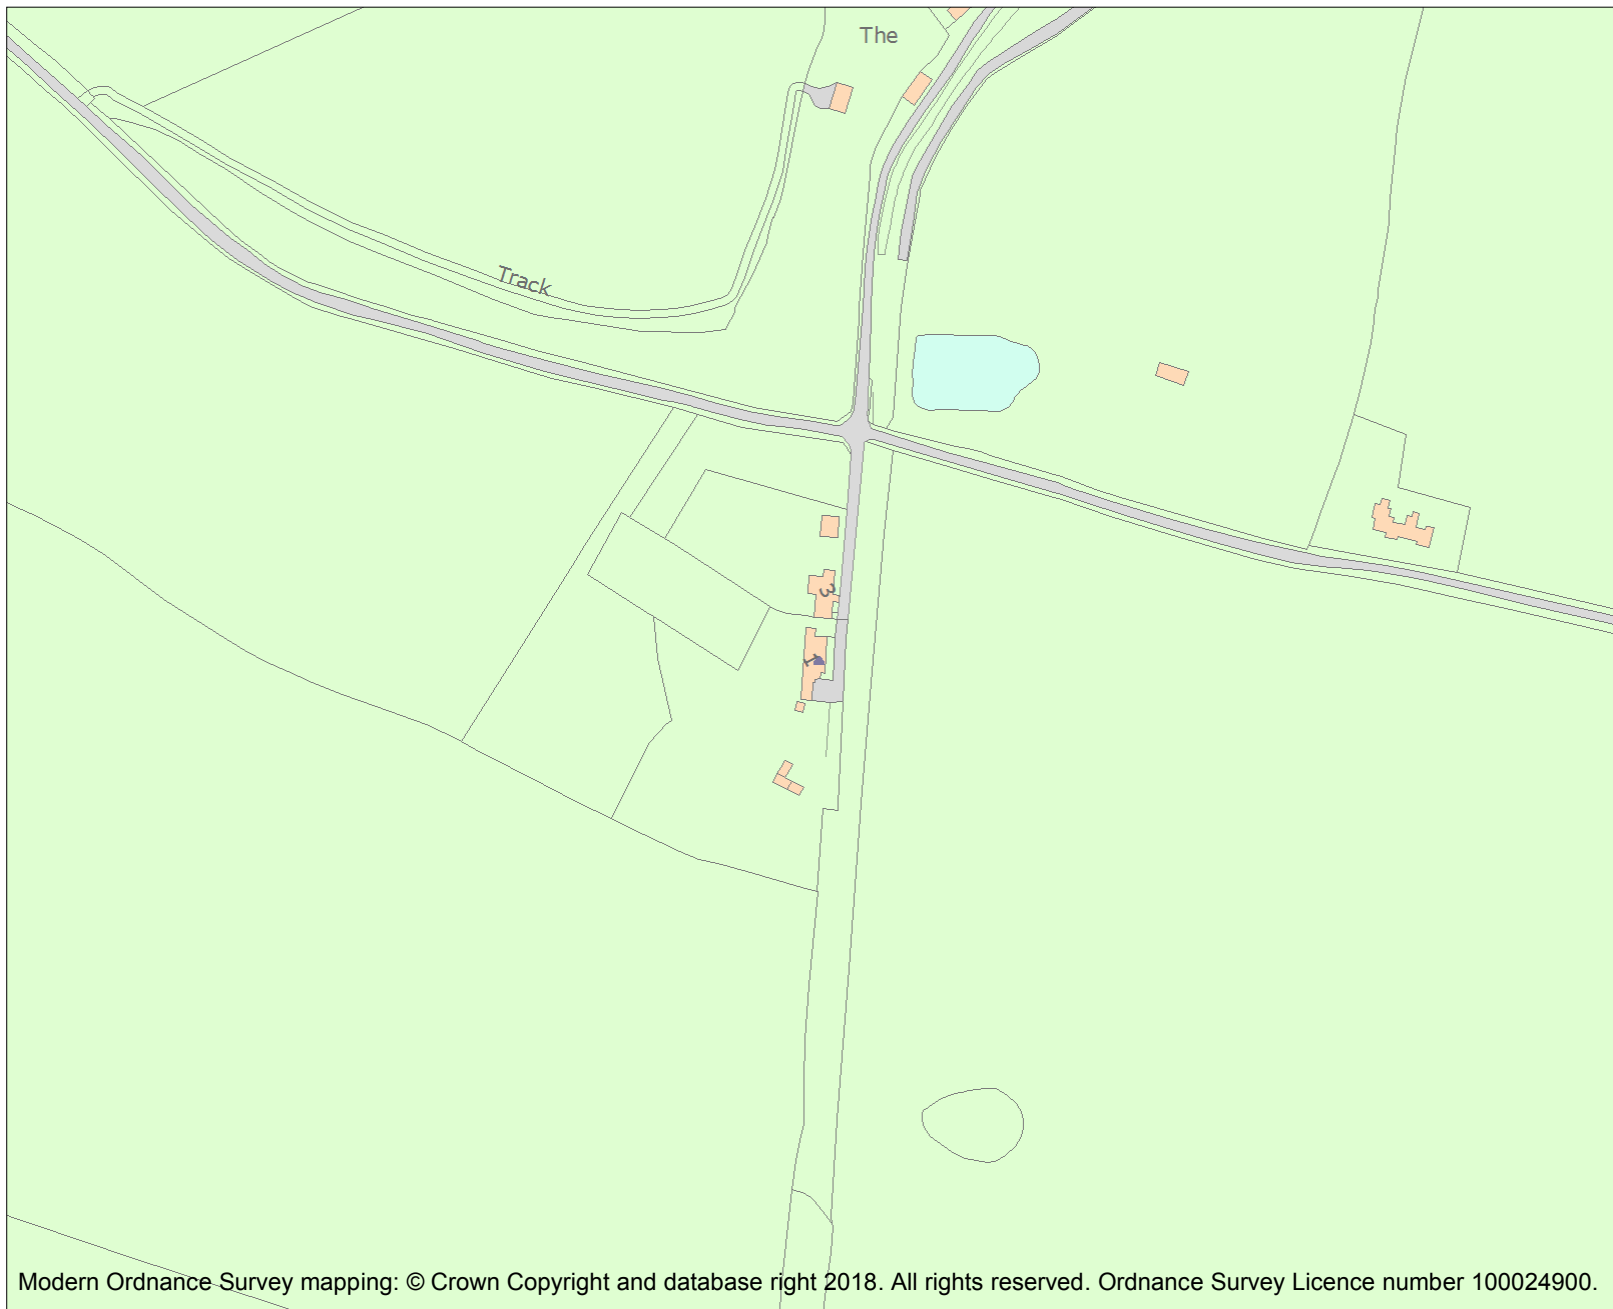 The
Track
3
1
Modern Ordnance Survey mapping: © Crown Copyright and database right 2018. All rights reserved. Ordnance Survey Licence number 100024900.